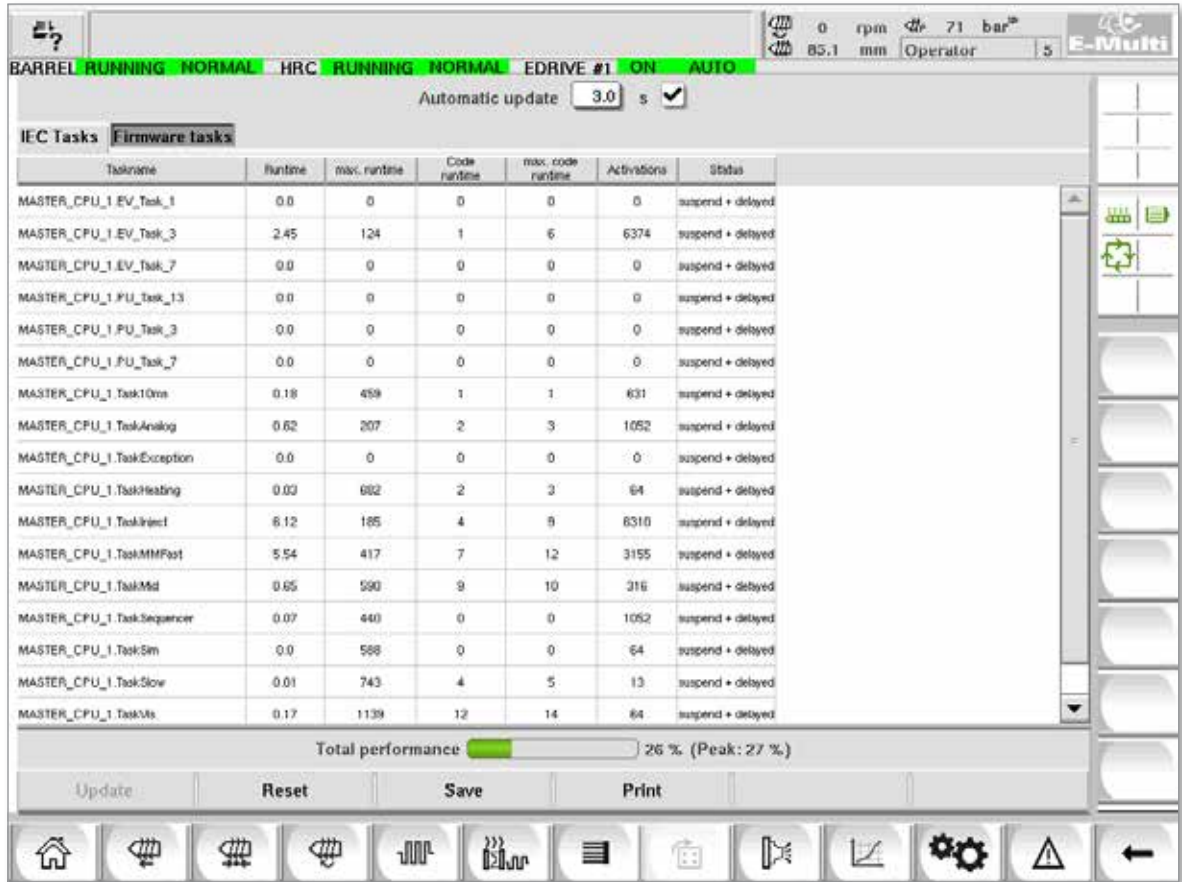 ? 0 rpm 71 bar
85.1 mm Operator 5 E-Multi
BARREL RUNNING NORMAL HRC RUNNING NORMAL EDRIVE #1 ON AUTO
Automatic update 3.0 s
IEC Tasks Firmware tasks
Taskname Runtime max. runtime Code runtime max. code runtime Activations Status
MASTER_CPU_1.EV_Task_1 0.0 0 0 0 0 suspend + delayed
MASTER_CPU_1.EV_Task_3 2.45 124 1 6 6374 suspend + delayed
MASTER_CPU_1.EV_Task_7 0.0 0 0 0 0 suspend + delayed
MASTER_CPU_1.PU_Task_13 0.0 0 0 0 0 suspend + delayed
MASTER_CPU_1.PU_Task_3 0.0 0 0 0 0 suspend + delayed
MASTER_CPU_1.PU_Task_7 0.0 0 0 0 0 suspend + delayed
MASTER_CPU_1.Task10ms 0.18 459 1 1 631 suspend + delayed
MASTER_CPU_1.TaskAnalog 0.62 207 2 3 1052 suspend + delayed
MASTER_CPU_1.TaskException 0.0 0 0 0 0 suspend + delayed
MASTER_CPU_1.TaskHeating 0.03 682 2 3 64 suspend + delayed
MASTER_CPU_1.TaskInject 6.12 185 4 9 6310 suspend + delayed
MASTER_CPU_1.TaskMMFast 5.54 417 7 12 3155 suspend + delayed
MASTER_CPU_1.TaskMid 0.65 590 9 10 316 suspend + delayed
MASTER_CPU_1.TaskSequencer 0.07 440 0 0 1052 suspend + delayed
MASTER_CPU_1.TaskSim 0.0 588 0 0 64 suspend + delayed
MASTER_CPU_1.TaskSlow 0.01 743 4 5 13 suspend + delayed
MASTER_CPU_1.TaskVis 0.17 1139 12 14 64 suspend + delayed
Total performance 26 % (Peak: 27 %)
Update Reset Save Print